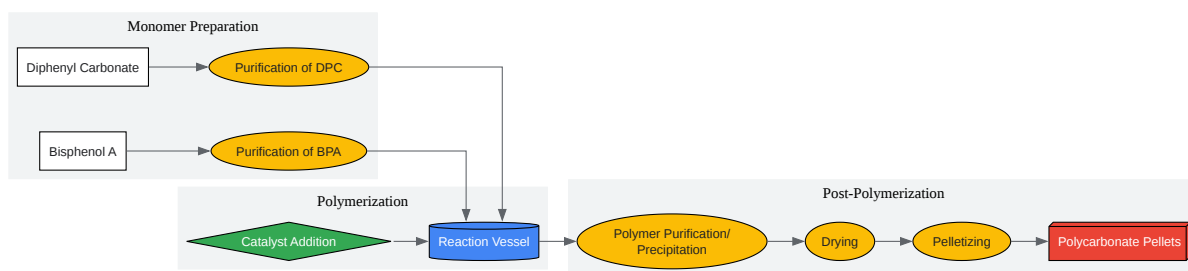 Monomer Preparation
Diphenyl Carbonate
Purification of DPC
Bisphenol A
Purification of BPA
Polymerization
Catalyst Addition
Reaction Vessel
Post-Polymerization
Polymer Purification/
Precipitation
Drying
Pelletizing
Polycarbonate Pellets